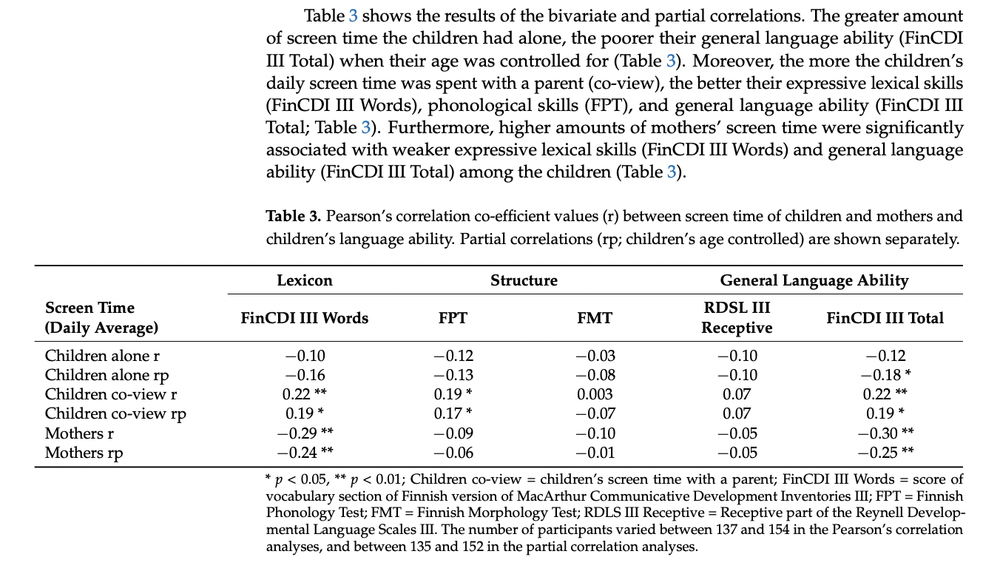 Table 3 shows the results of the bivariate and partial correlations. The greater amount
of screen time the children had alone, the poorer their general language ability (FinCDI
III Total) when their age was controlled for (Table 3). Moreover, the more the children's
daily screen time was spent with a parent (co-view), the better their expressive lexical skills
(FinCDI III Words), phonological skills (FPT), and general language ability (FinCDI III
Total; Table 3). Furthermore, higher amounts of mothers' screen time were significantly
associated with weaker expressive lexical skills (FinCDI III Words) and general language
ability (FinCDI III Total) among the children (Table 3).
Table 3. Pearson's correlation co-efficient values (r) between screen time of children and mothers and
children's language ability. Partial correlations (rp; children's age controlled) are shown separately.
Lexicon Structure General Language Ability
Screen Time
(Daily Average) FinCDI III Words FPT FMT RDSL III
Receptive FinCDI III Total
Children alone r −0.10 −0.12 −0.03 −0.10 −0.12
Children alone rp −0.16 −0.13 −0.08 −0.10 −0.18 *
Children co-view r 0.22 ** 0.19 * 0.003 0.07 0.22 **
Children co-view rp 0.19 * 0.17 * −0.07 0.07 0.19 *
Mothers r −0.29 ** −0.09 −0.10 −0.05 −0.30 **
Mothers rp −0.24 ** −0.06 −0.01 −0.05 −0.25 **
* p < 0.05, ** p < 0.01; Children co-view = children's screen time with a parent; FinCDI III Words = score of
vocabulary section of Finnish version of MacArthur Communicative Development Inventories III; FPT = Finnish
Phonology Test; FMT = Finnish Morphology Test; RDLS III Receptive = Receptive part of the Reynell Develop-
mental Language Scales III. The number of participants varied between 137 and 154 in the Pearson's correlation
analyses, and between 135 and 152 in the partial correlation analyses.